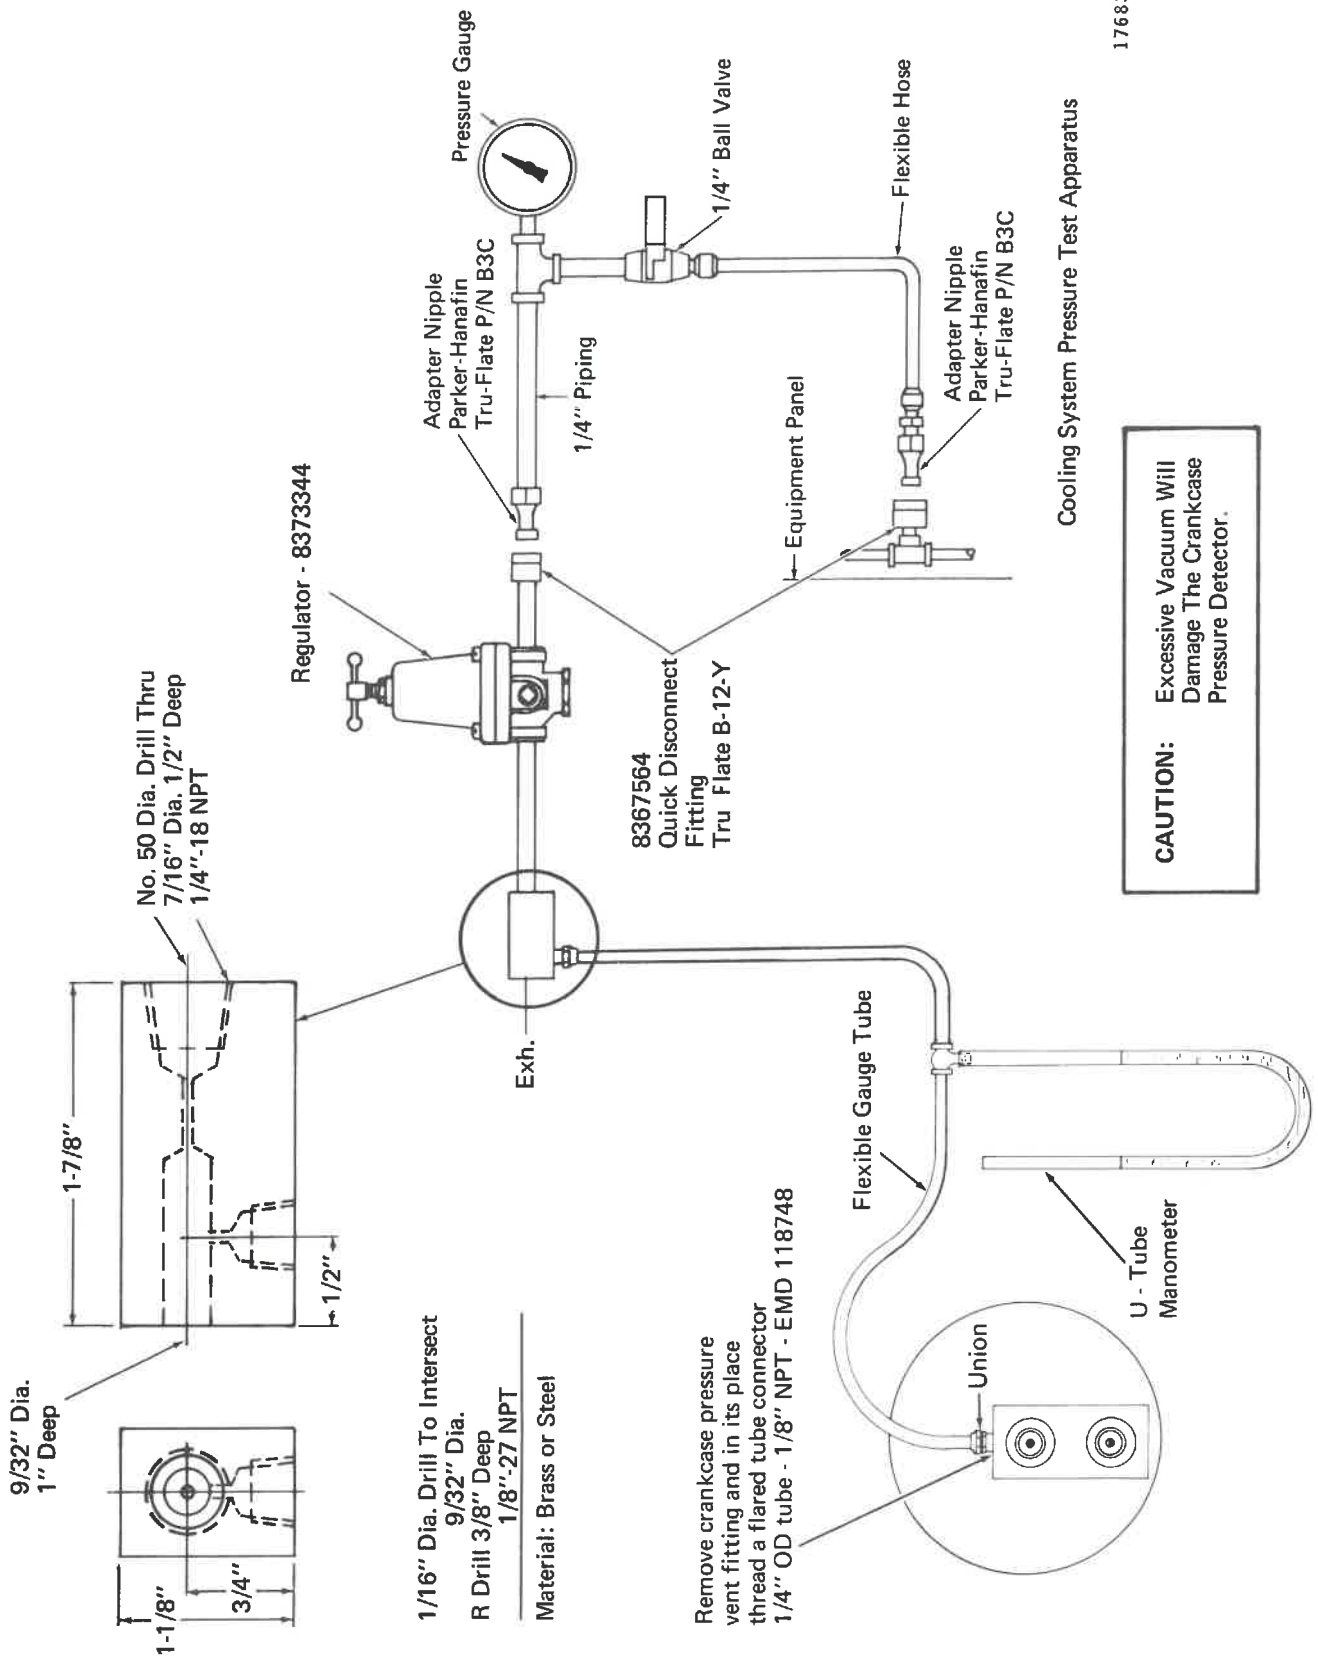 9/32" Dia.
1" Deep
1-7/8"
No. 50 Dia. Drill Thru
7/16" Dia. 1/2" Deep
1/4"-18 NPT
1-1/8"
3/4"
1/2"
1/16" Dia. Drill To Intersect
9/32" Dia.
R Drill 3/8" Deep
1/8"-27 NPT
Material: Brass or Steel
Exh.
Regulator - 8373344
Adapter Nipple
Parker-Hanafin
Tru-Flate P/N B3C
Pressure Gauge
1/4" Piping
1/4" Ball Valve
8367564
Quick Disconnect
Fitting
Tru Flate B-12-Y
Equipment Panel
Flexible Hose
Adapter Nipple
Parker-Hanafin
Tru-Flate P/N B3C
Cooling System Pressure Test Apparatus
Remove crankcase pressure
vent fitting and in its place
thread a flared tube connector
1/4" OD tube - 1/8" NPT - EMD 118748
Flexible Gauge Tube
Union
U - Tube
Manometer
CAUTION: Excessive Vacuum Will
Damage The Crankcase
Pressure Detector.